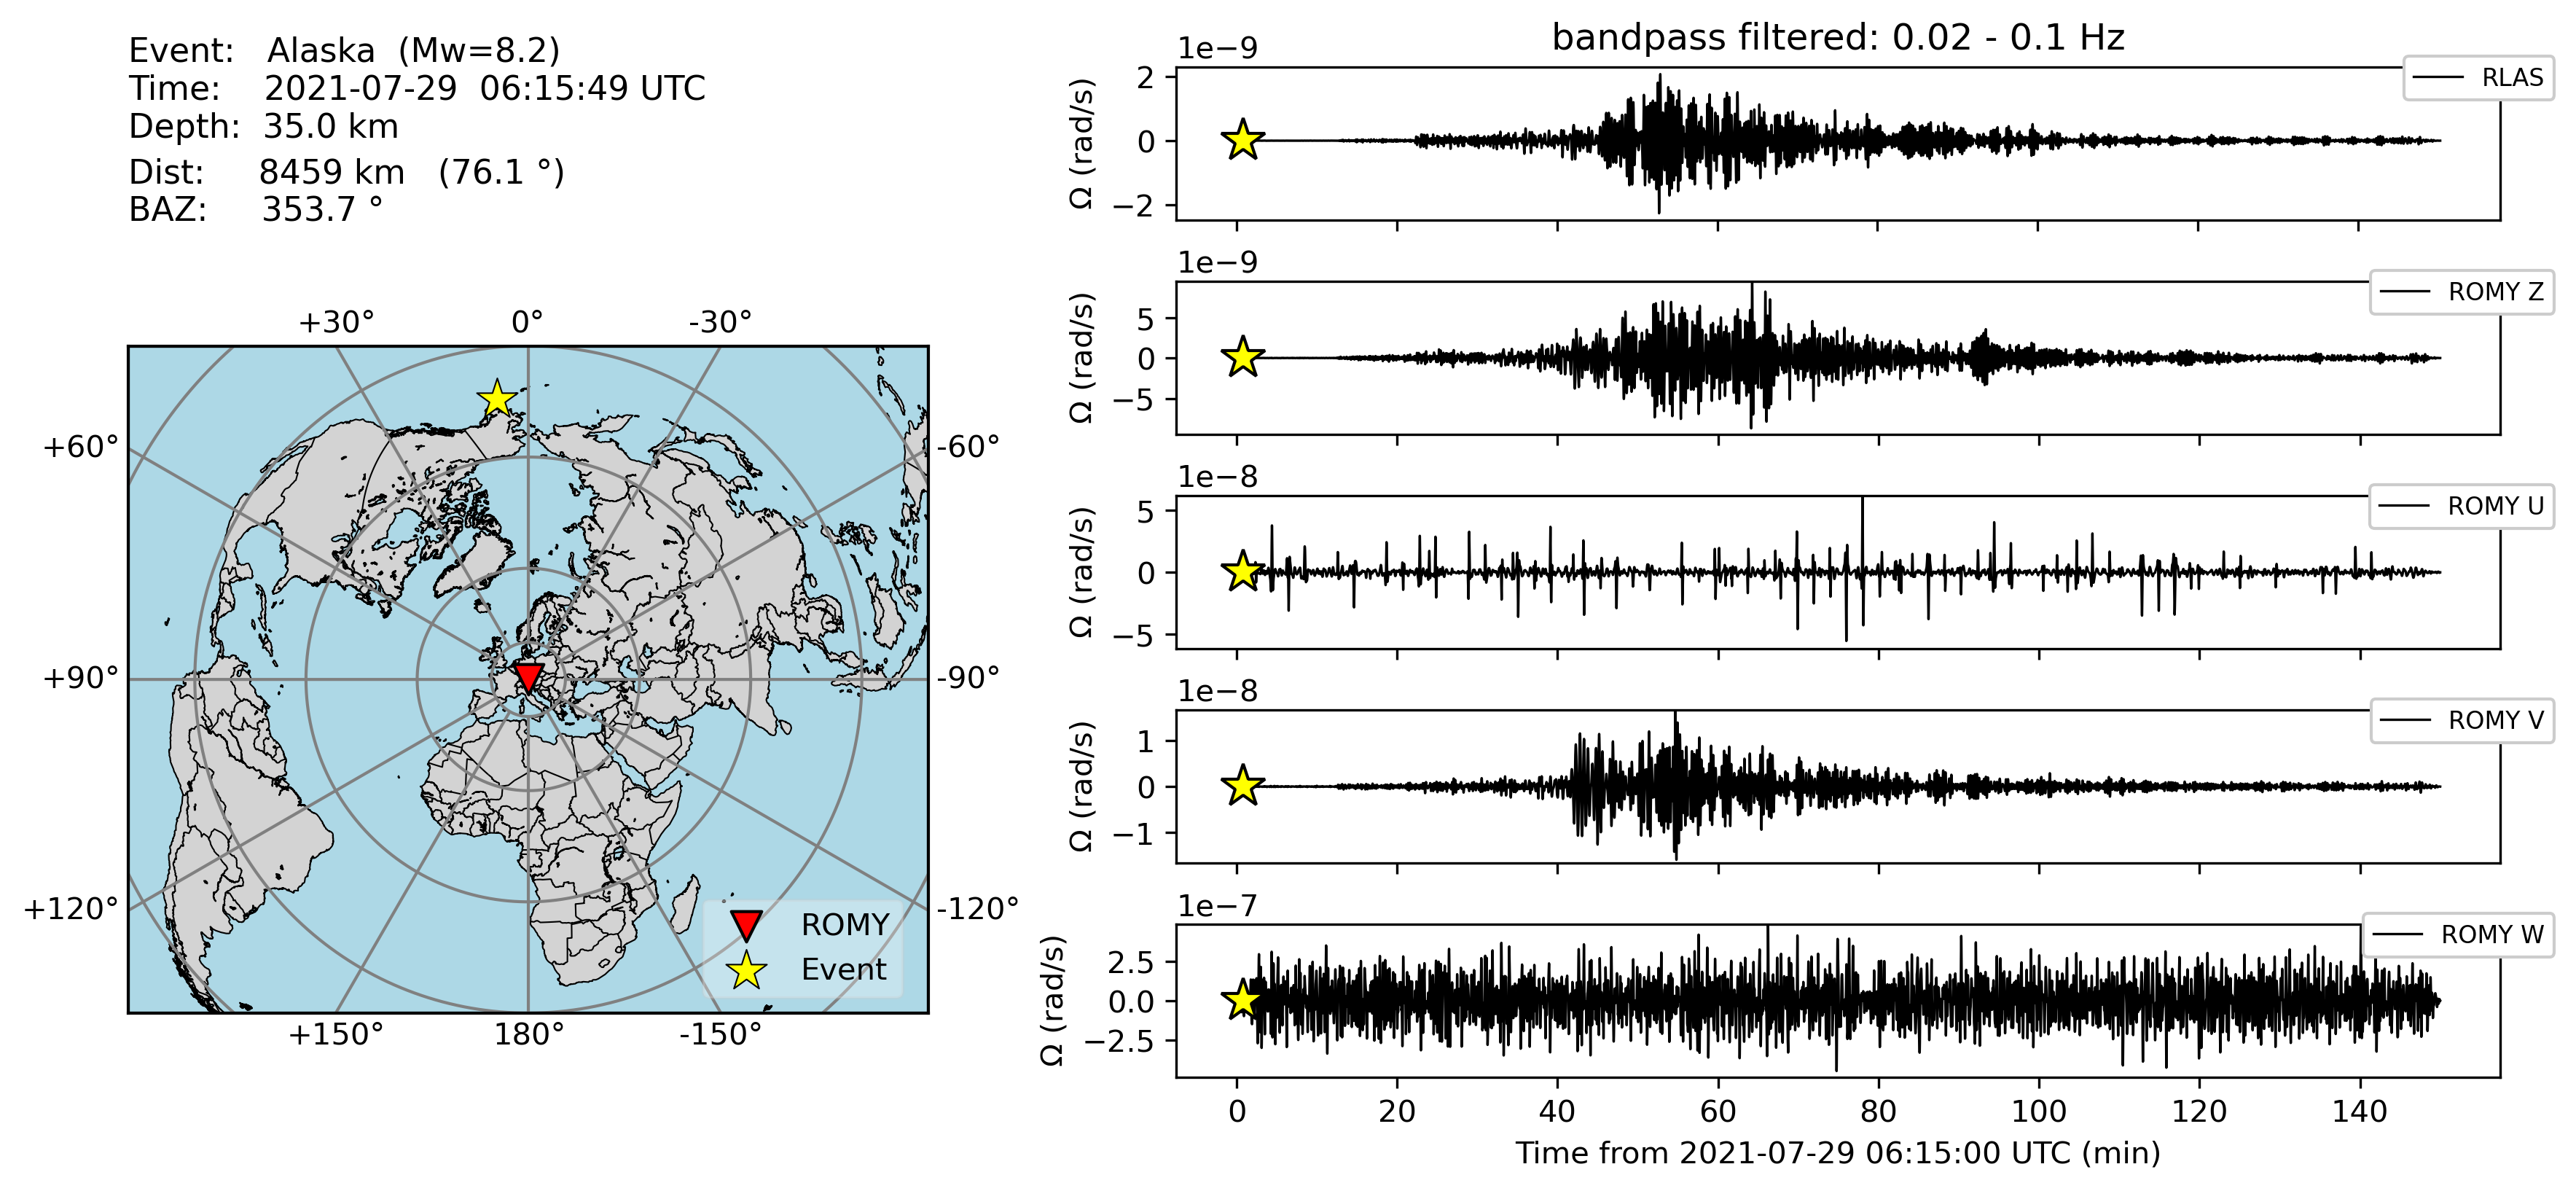 Event: Alaska (Mw=8.2)
Time: 2021-07-29 06:15:49 UTC
Depth: 35.0 km
Dist: 8459 km (76.1 °)
BAZ: 353.7 °
+30° 0° -30°
+60° -60°
+90° -90°
+120° -120°
+150° 180° -150°
ROMY
Event
bandpass filtered: 0.02 - 0.1 Hz
1e−9
2
0
−2
Ω (rad/s)
RLAS
1e−9
5
0
−5
Ω (rad/s)
ROMY Z
1e−8
5
0
−5
Ω (rad/s)
ROMY U
1e−8
1
0
−1
Ω (rad/s)
ROMY V
1e−7
2.5
0.0
−2.5
Ω (rad/s)
ROMY W
0 20 40 60 80 100 120 140
Time from 2021-07-29 06:15:00 UTC (min)